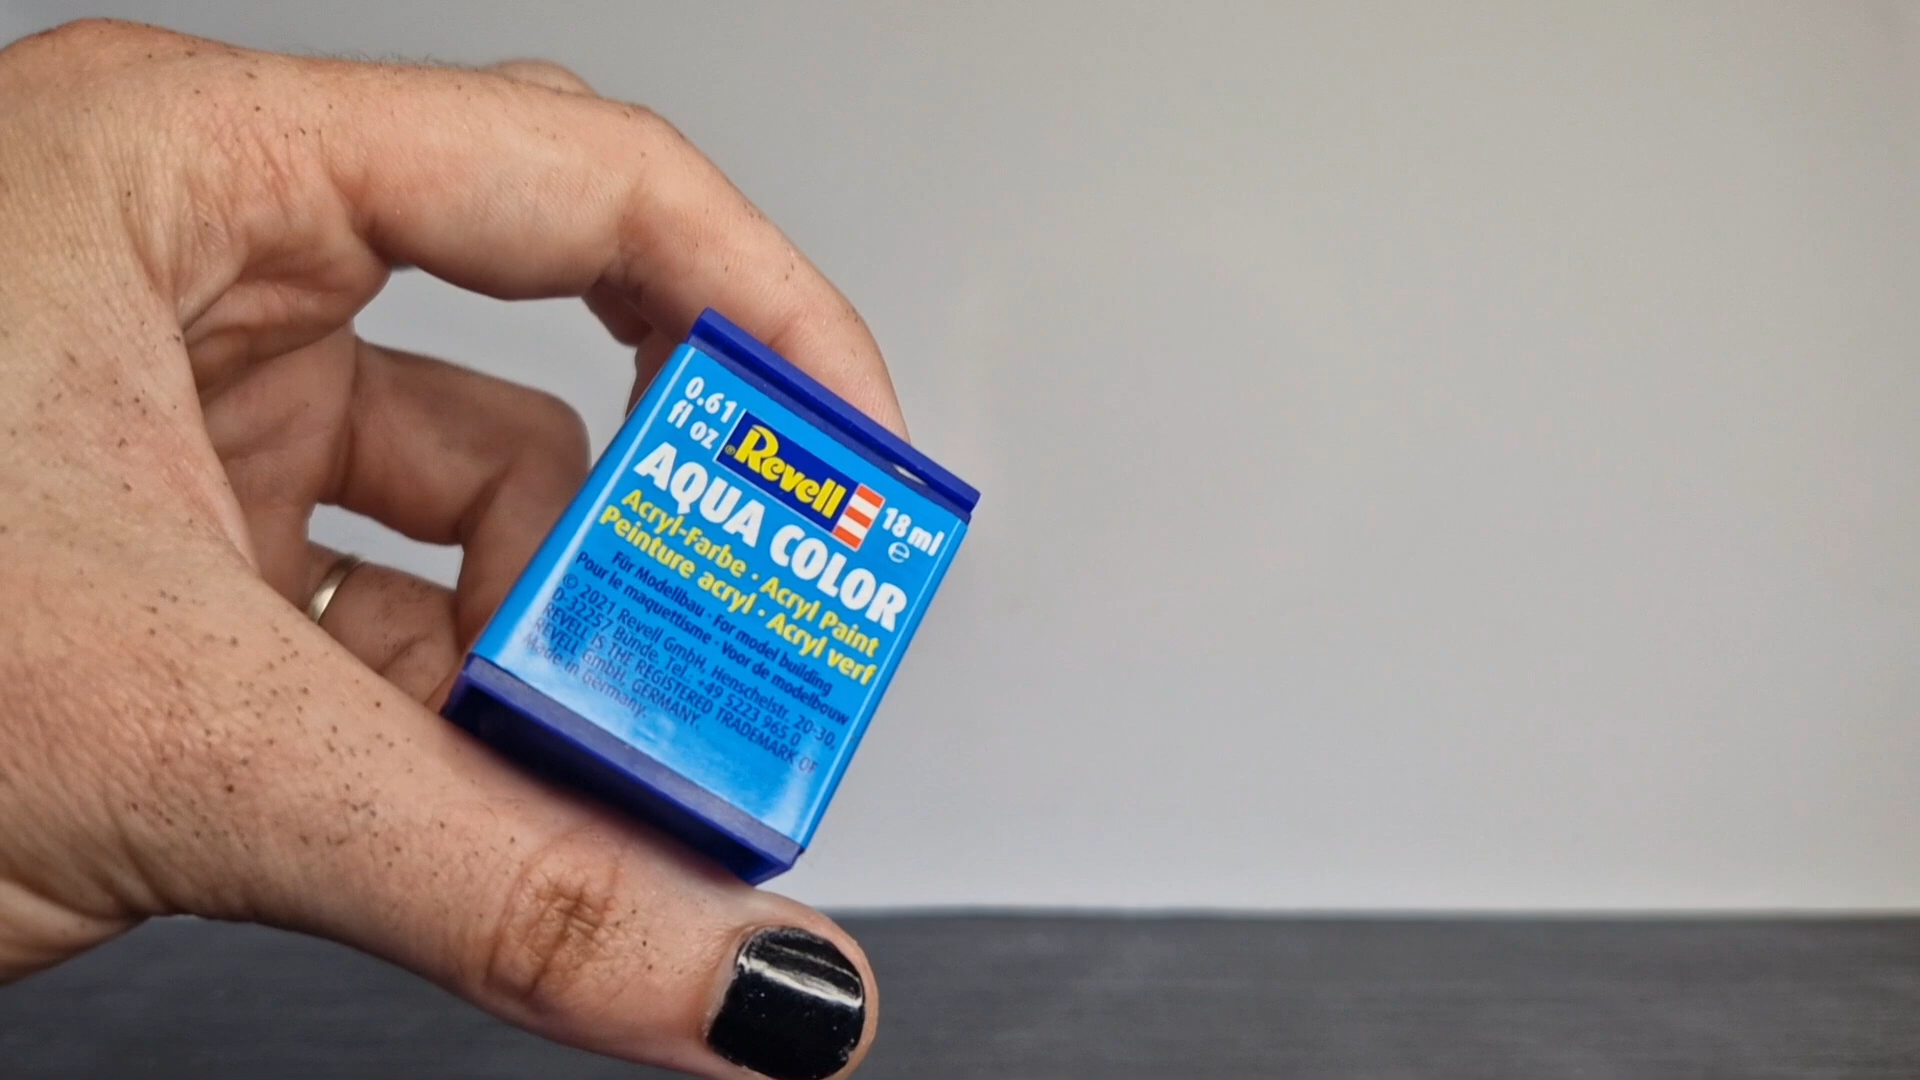 0.61
fl oz
® Revell
18 ml
e
AQUA COLOR
Acryl-Farbe · Acryl Paint
Peinture acryl · Acryl verf
Für Modellbau · For model building
Pour le maquettisme · Voor de modelbouw
© 2021 Revell GmbH, Henschelstr. 20-30,
D-32257 Bünde. Tel.: +49 5223 965 0
REVELL IS THE REGISTERED TRADEMARK OF
REVELL GmbH, GERMANY.
Made in Germany.